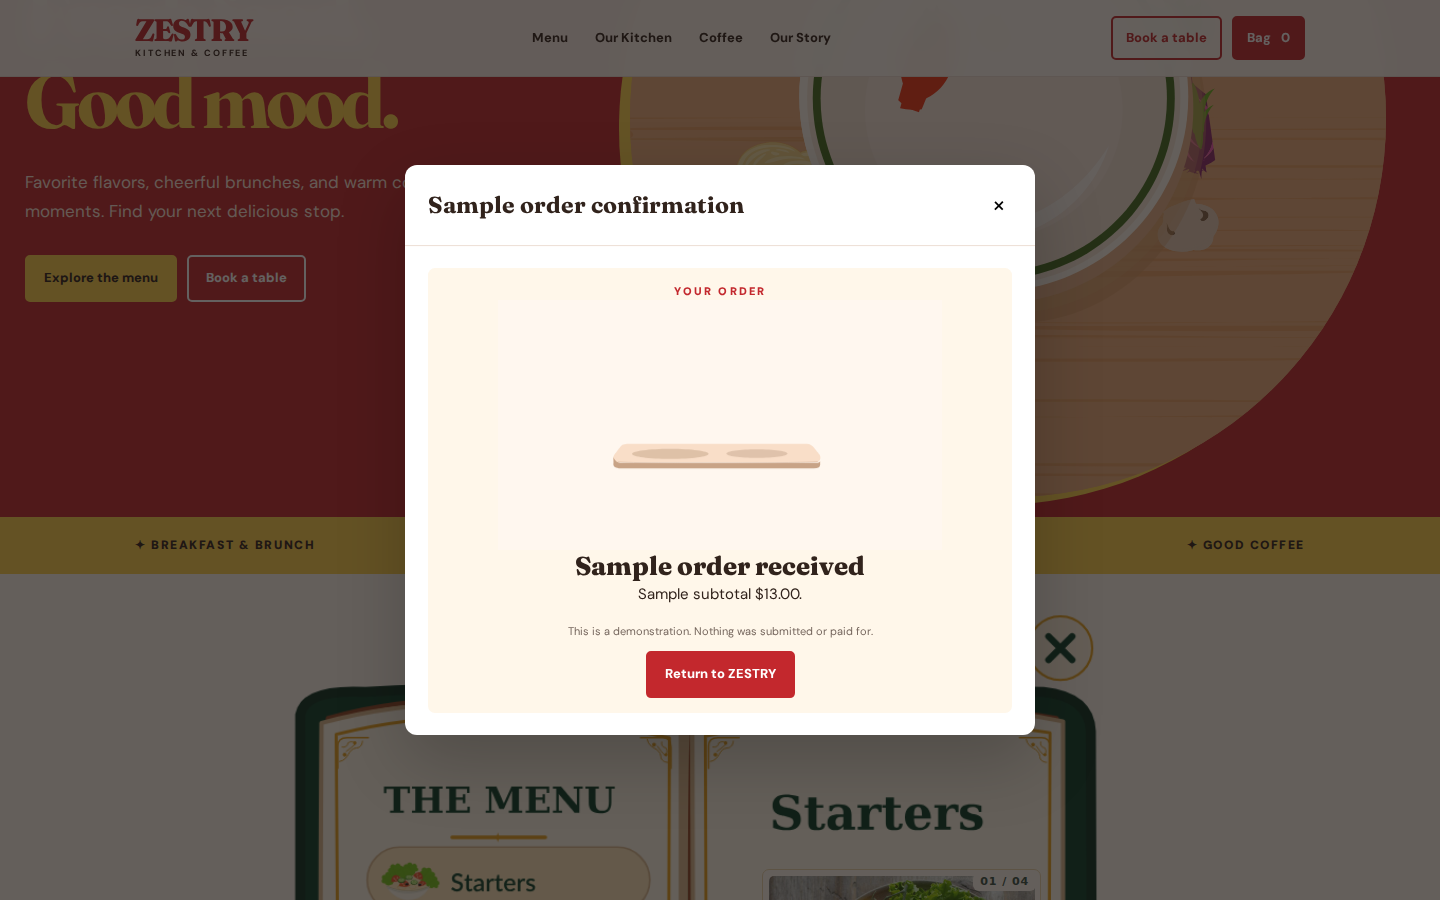 ZESTRY
KITCHEN & COFFEE
Menu
Our Kitchen
Coffee
Our Story
Book a table
Bag 0
Good mood.
Favorite flavors, cheerful brunches, and warm
moments. Find your next delicious stop.
Explore the menu
Book a table
Sample order confirmation
×
YOUR ORDER
Sample order received
Sample subtotal $13.00.
This is a demonstration. Nothing was submitted or paid for.
Return to ZESTRY
✦ BREAKFAST & BRUNCH
✦ GOOD COFFEE
THE MENU
Starters
Starters
01 / 04